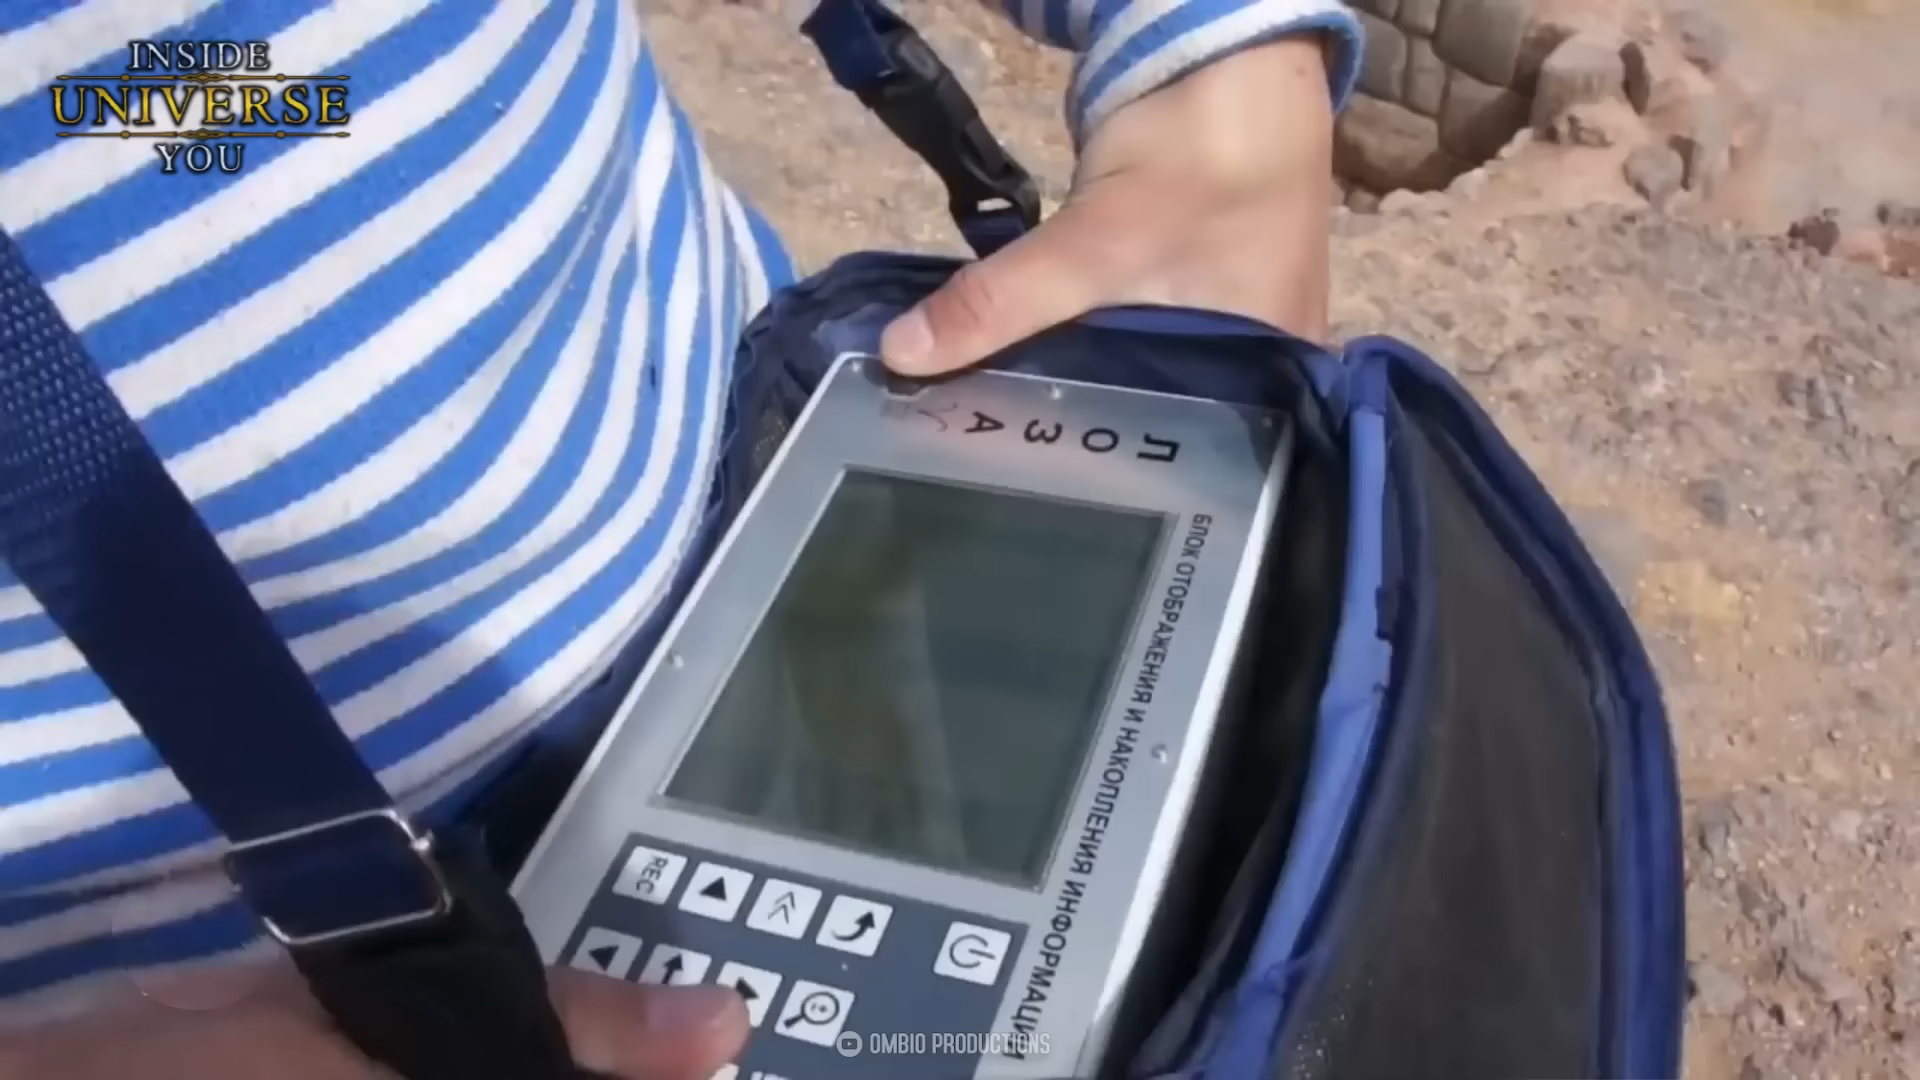 INSIDE
UNIVERSE
YOU
ЛОЗА
БЛОК ОТОБРАЖЕНИЯ И НАКОПЛЕНИЯ ИНФОРМАЦИИ
REC
OMBIO PRODUCTIONS